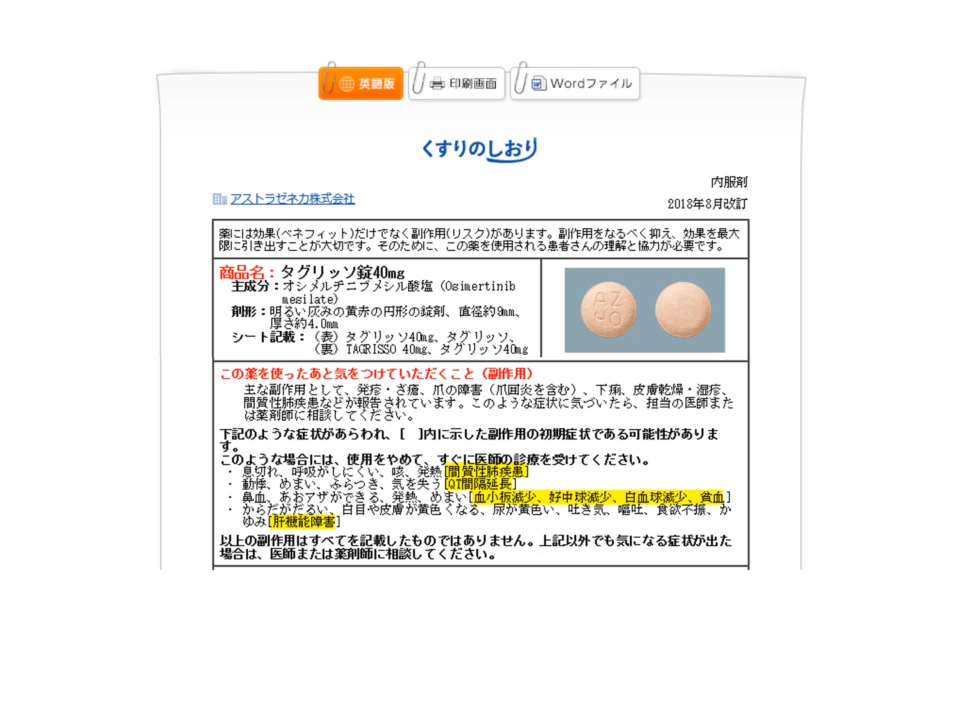 英語版 印刷画面 Wordファイル
くすりのしおり
内服剤
アストラゼネカ株式会社
2018年8月改訂
薬には効果(ベネフィット)だけでなく副作用(リスク)があります。副作用をなるべく抑え、効果を最大
限に引き出すことが大切です。そのために、この薬を使用される患者さんの理解と協力が必要です。
商品名：タグリッソ錠40mg
主成分：オシメルチニブメシル酸塩（Osimertinib
mesilate）
剤形：明るい灰みの黄赤の円形の錠剤、直径約9mm、
厚さ約4.0mm
シート記載：（表）タグリッソ40mg、タグリッソ、
（裏）TAGRISSO 40mg、タグリッソ40mg
AZ
40
この薬を使ったあと気をつけていただくこと（副作用）
主な副作用として、発疹・ざ瘡、爪の障害（爪囲炎を含む）、下痢、皮膚乾燥・湿疹、
間質性肺疾患などが報告されています。このような症状に気づいたら、担当の医師また
は薬剤師に相談してください。
下記のような症状があらわれ、[ ]内に示した副作用の初期症状である可能性がありま
す。
このような場合には、使用をやめて、すぐに医師の診療を受けてください。
・ 息切れ、呼吸がしにくい、咳、発熱[間質性肺疾患]
・ 動悸、めまい、ふらつき、気を失う[QT間隔延長]
・ 鼻血、あおアザができる、発熱、めまい[血小板減少、好中球減少、白血球減少、貧血]
・ からだがだるい、白目や皮膚が黄色くなる、尿が黄色い、吐き気、嘔吐、食欲不振、か
ゆみ[肝機能障害]
以上の副作用はすべてを記載したものではありません。上記以外でも気になる症状が出た
場合は、医師または薬剤師に相談してください。